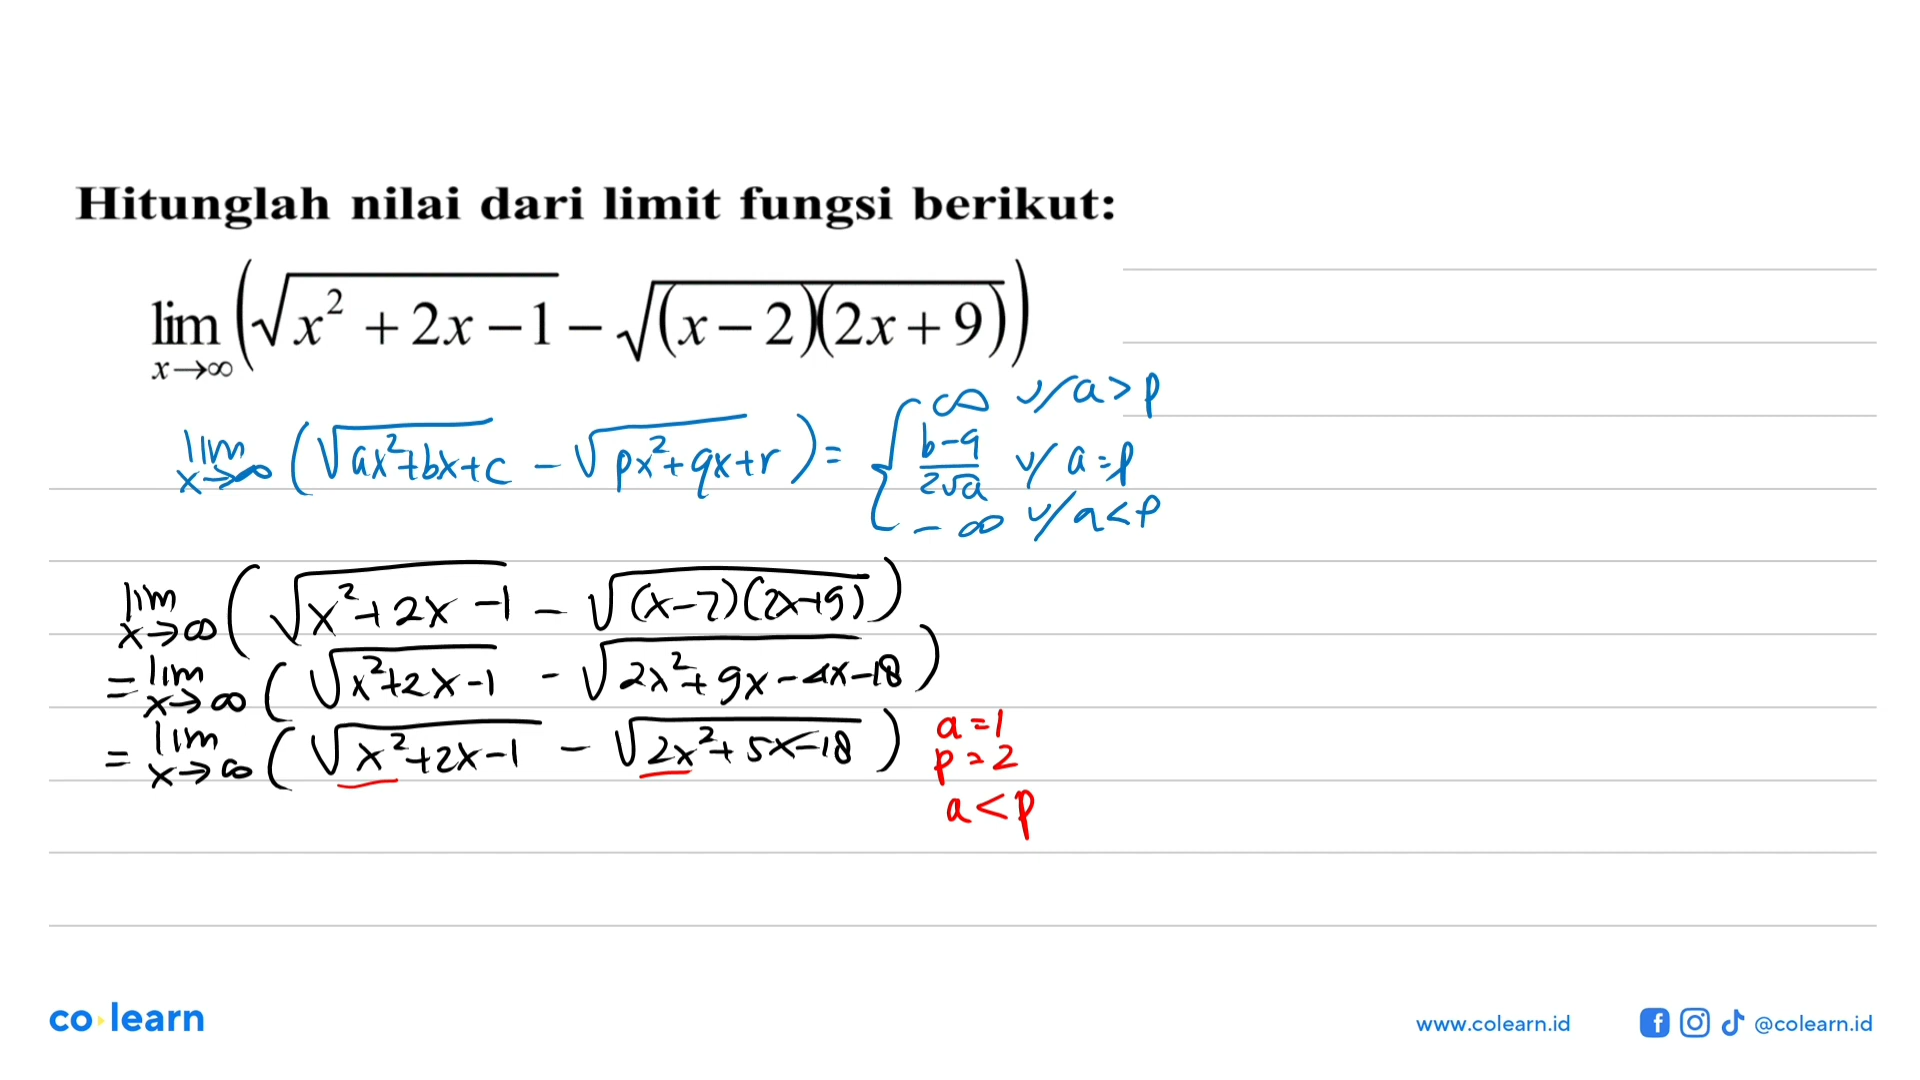 Hitunglah nilai dari limit fungsi berikut:
lim x→∞ (√(x² + 2x − 1) − √((x − 2)(2x + 9)))
lim x→∞ (√(ax²+bx+c) − √(px²+qx+r)) = { ∞ u/ a > p
(b−q)/(2√a) u/ a = p
−∞ u/ a < p
lim x→∞ (√(x²+2x−1) − √((x−2)(2x+9)))
= lim x→∞ (√(x²+2x−1) − √(2x²+9x−4x−18))
= lim x→∞ (√(x²+2x−1) − √(2x²+5x−18))
a = 1
p = 2
a < p
co learn
www.colearn.id
@colearn.id